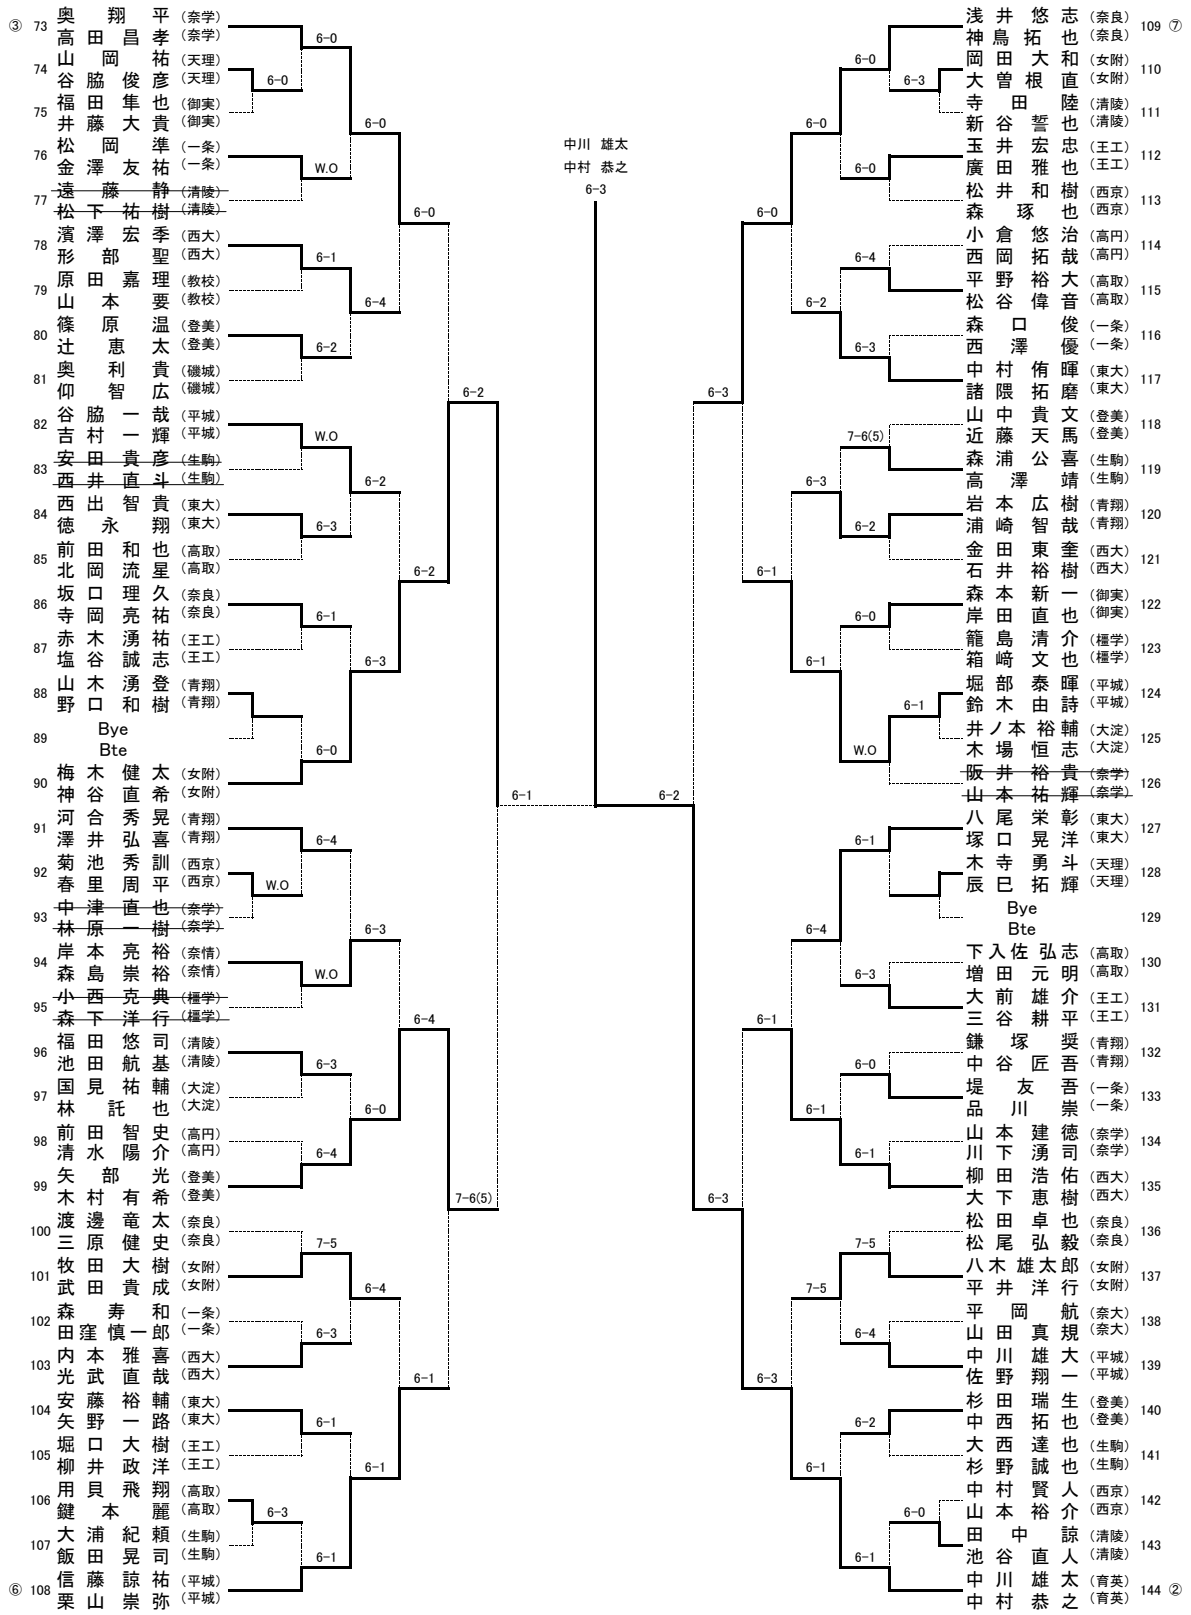 ③ 73 奥翔平 (奈学)
高田昌孝 (奈学)
74 山岡祐 (天理)
谷脇俊彦 (天理)
75 福田隼也 (御実)
井藤大貴 (御実)
76 松岡準 (一条)
金澤友祐 (一条)
77 遠藤静 (清陵)
松下祐樹 (清陵)
78 濱澤宏季 (西大)
形部聖 (西大)
79 原田嘉理 (教校)
山本要 (教校)
80 篠原温 (登美)
辻恵太 (登美)
81 奥利貴 (磯城)
仰智広 (磯城)
82 谷脇一哉 (平城)
吉村一輝 (平城)
83 安田貴彦 (生駒)
西井直斗 (生駒)
84 西出智貴 (東大)
徳永翔 (東大)
85 前田和也 (高取)
北岡流星 (高取)
86 坂口理久 (奈良)
寺岡亮祐 (奈良)
87 赤木湧祐 (王工)
塩谷誠志 (王工)
88 山木湧登 (青翔)
野口和樹 (青翔)
89 Bye
Bte
90 梅木健太 (女附)
神谷直希 (女附)
91 河合秀晃 (青翔)
澤井弘喜 (青翔)
92 菊池秀訓 (西京)
春里周平 (西京)
93 中津直也 (奈学)
林原一樹 (奈学)
94 岸本亮裕 (奈情)
森島崇裕 (奈情)
95 小西克典 (橿学)
森下洋行 (橿学)
96 福田悠司 (清陵)
池田航基 (清陵)
97 国見祐輔 (大淀)
林託也 (大淀)
98 前田智史 (高円)
清水陽介 (高円)
99 矢部光 (登美)
木村有希 (登美)
100 渡邊竜太 (奈良)
三原健史 (奈良)
101 牧田大樹 (女附)
武田貴成 (女附)
102 森寿和 (一条)
田窪慎一郎 (一条)
103 内本雅喜 (西大)
光武直哉 (西大)
104 安藤裕輔 (東大)
矢野一路 (東大)
105 堀口大樹 (王工)
柳井政洋 (王工)
106 用貝飛翔 (高取)
鍵本麗 (高取)
107 大浦紀頼 (生駒)
飯田晃司 (生駒)
⑥ 108 信藤諒祐 (平城)
栗山崇弥 (平城)
6-0
6-0
W.O
6-1
6-2
W.O
6-3
6-1
6-0
6-4
W.O
W.O
6-3
6-4
7-5
6-3
6-1
6-3
6-1
6-0
6-4
6-2
6-3
6-3
6-0
6-4
6-1
6-0
6-2
6-4
6-1
6-2
7-6(5)
6-1
中川 雄太
中村 恭之
6-3
6-2
6-3
6-3
6-0
6-1
6-1
6-3
6-0
6-2
6-3
6-1
6-4
6-1
7-5
6-1
6-0
6-0
6-4
6-3
7-6(5)
6-2
6-0
W.O
6-1
6-3
6-0
6-1
7-5
6-4
6-2
6-1
6-3
6-1
6-0
浅井悠志 (奈良) 109 ⑦
神鳥拓也 (奈良)
岡田大和 (女附) 110
大曽根直 (女附)
寺田陸 (清陵) 111
新谷誓也 (清陵)
玉井宏忠 (王工) 112
廣田雅也 (王工)
松井和樹 (西京) 113
森琢也 (西京)
小倉悠治 (高円) 114
西岡拓哉 (高円)
平野裕大 (高取) 115
松谷偉音 (高取)
森口俊 (一条) 116
西澤優 (一条)
中村侑暉 (東大) 117
諸隈拓磨 (東大)
山中貴文 (登美) 118
近藤天馬 (登美)
森浦公喜 (生駒) 119
高澤靖 (生駒)
岩本広樹 (青翔) 120
浦崎智哉 (青翔)
金田東奎 (西大) 121
石井裕樹 (西大)
森本新一 (御実) 122
岸田直也 (御実)
籠島清介 (橿学) 123
箱﨑文也 (橿学)
堀部泰暉 (平城) 124
鈴木由詩 (平城)
井ノ本裕輔 (大淀) 125
木場恒志 (大淀)
阪井裕貴 (奈学) 126
山本祐輝 (奈学)
八尾栄彰 (東大) 127
塚口晃洋 (東大)
木寺勇斗 (天理) 128
辰巳拓輝 (天理)
Bye 129
Bte
下入佐弘志 (高取) 130
増田元明 (高取)
大前雄介 (王工) 131
三谷耕平 (王工)
鎌塚奨 (青翔) 132
中谷匠吾 (青翔)
堤友吾 (一条) 133
品川崇 (一条)
山本建徳 (奈学) 134
川下湧司 (奈学)
柳田浩佑 (西大) 135
大下恵樹 (西大)
松田卓也 (奈良) 136
松尾弘毅 (奈良)
八木雄太郎 (女附) 137
平井洋行 (女附)
平岡航 (奈大) 138
山田真規 (奈大)
中川雄大 (平城) 139
佐野翔一 (平城)
杉田瑞生 (登美) 140
中西拓也 (登美)
大西達也 (生駒) 141
杉野誠也 (生駒)
中村賢人 (西京) 142
山本裕介 (西京)
田中諒 (清陵) 143
池谷直人 (清陵)
中川雄太 (育英) 144 ②
中村恭之 (育英)